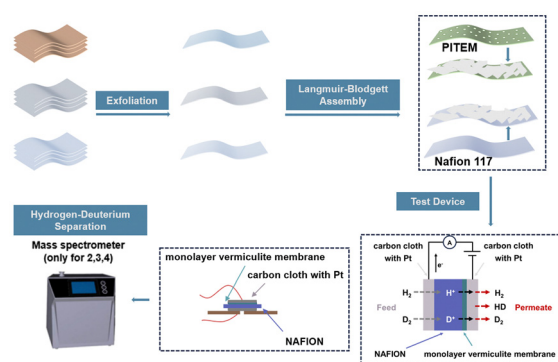 Exfoliation
Langmuir-Blodgett
Assembly
PITEM
Nafion 117
Test Device
Hydrogen-Deuterium
Separation
Mass spectrometer
(only for 2,3,4)
monolayer vermiculite membrane
carbon cloth with Pt
NAFION
carbon cloth
with Pt
A
carbon cloth
with Pt
e⁻
H₂
H⁺
H₂
Feed
HD
Permeate
D₂
D⁺
D₂
NAFION
monolayer vermiculite membrane